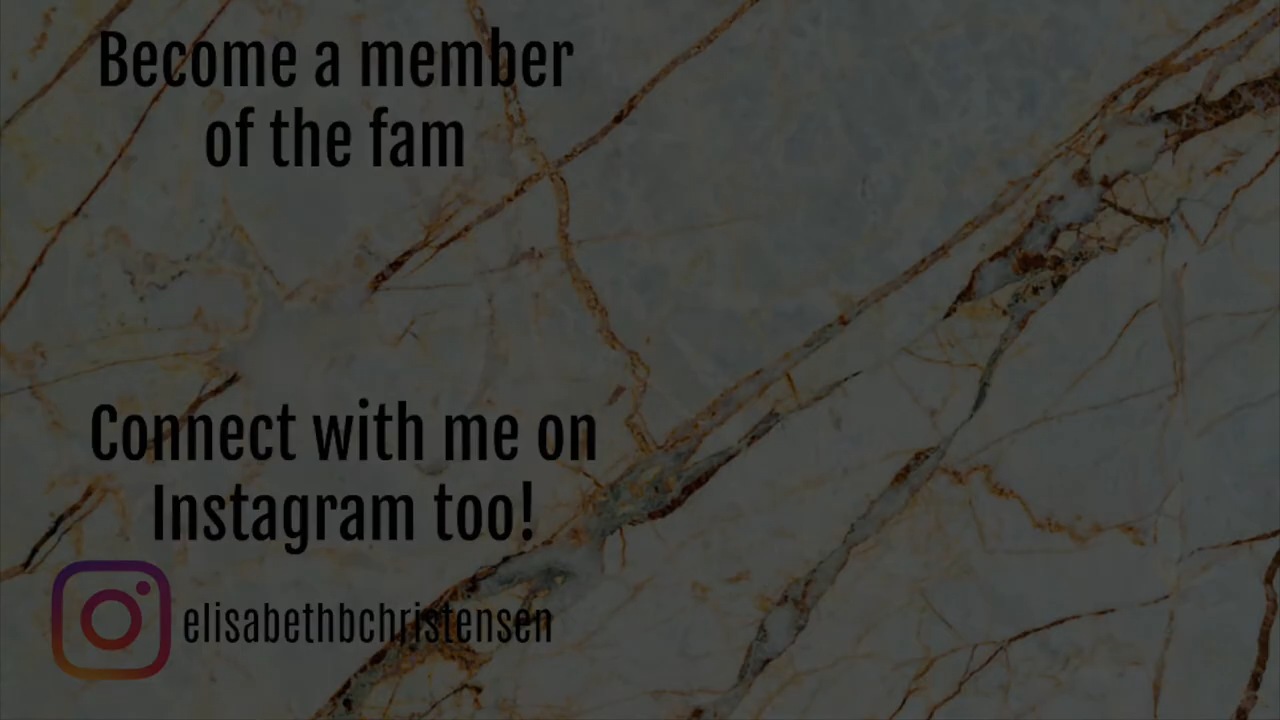 Become a member
of the fam
Connect with me on
Instagram too!
elisabethbchristensen